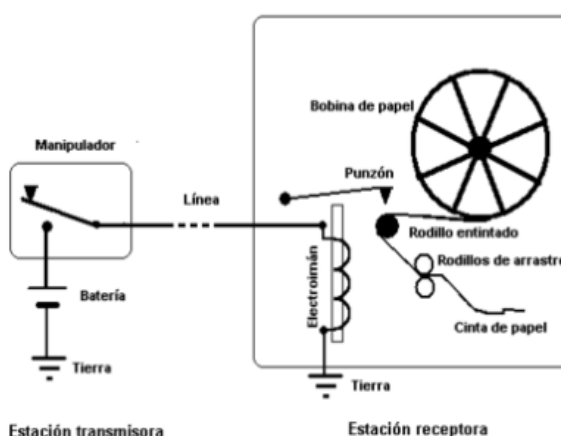 Bobina de papel
Manipulador
Punzón
Línea
Rodillo entintado
Rodillos de arrastre
Electroimán
Batería
Cinta de papel
Tierra
Tierra
Estación transmisora
Estación receptora